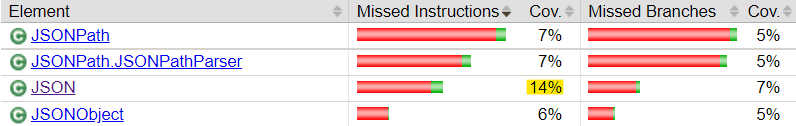 Element Missed Instructions Cov. Missed Branches Cov.
JSONPath 7% 5%
JSONPath.JSONPathParser 7% 5%
JSON 14% 7%
JSONObject 6% 5%